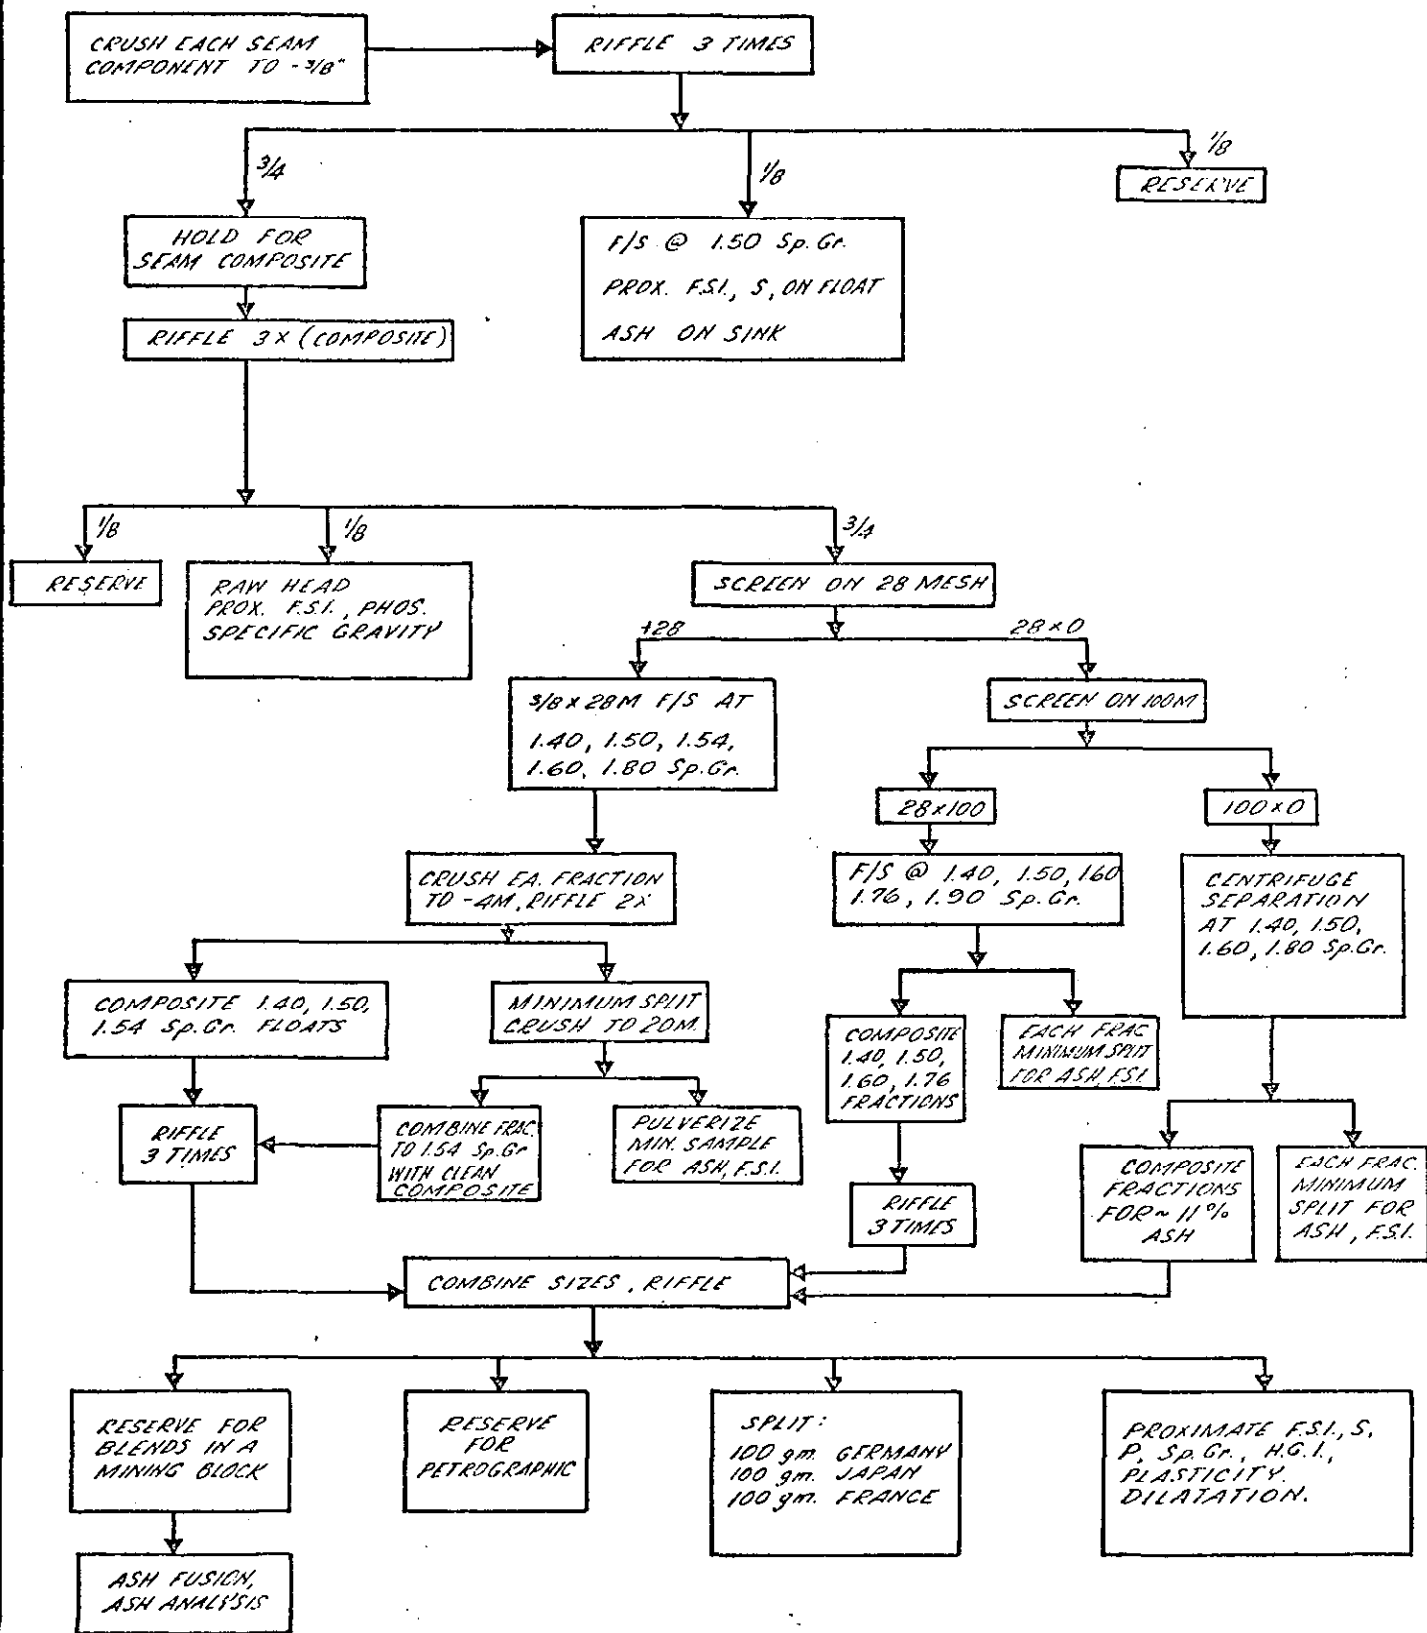 CRUSH EACH SEAM
COMPONENT TO -3/8"
RIFFLE 3 TIMES
3/4
1/8
1/8
RESERVE
HOLD FOR
SEAM COMPOSITE
F/S @ 1.50 Sp.Gr.
PROX. F.S.I., S, ON FLOAT
ASH ON SINK
RIFFLE 3 x (COMPOSITE)
1/8
1/8
3/4
RESERVE
RAW HEAD
PROX. F.S.I., PHOS.
SPECIFIC GRAVITY
SCREEN ON 28 MESH
+28
28x0
3/8 x 28M F/S AT
1.40, 1.50, 1.54,
1.60, 1.80 Sp.Gr.
SCREEN ON 100M
28x100
100x0
CRUSH EA. FRACTION
TO -4M, RIFFLE 2X
F/S @ 1.40, 1.50, 1.60
1.76, 1.90 Sp.Gr.
CENTRIFUGE
SEPARATION
AT 1.40, 1.50,
1.60, 1.80 Sp.Gr.
COMPOSITE 1.40, 1.50,
1.54 Sp.Gr. FLOATS
MINIMUM SPLIT
CRUSH TO 20M.
COMPOSITE
1.40, 1.50,
1.60, 1.76
FRACTIONS
EACH FRAC
MINIMUM SPLIT
FOR ASH, F.S.I.
RIFFLE
3 TIMES
COMBINE FRAC.
TO 1.54 Sp.Gr
WITH CLEAN
COMPOSITE
PULVERIZE
MIN. SAMPLE
FOR ASH, F.S.I.
RIFFLE
3 TIMES
COMPOSITE
FRACTIONS
FOR ~ 11%
ASH
EACH FRAC.
MINIMUM
SPLIT FOR
ASH, F.S.I.
COMBINE SIZES, RIFFLE
RESERVE FOR
BLENDS IN A
MINING BLOCK
RESERVE
FOR
PETROGRAPHIC
SPLIT:
100 gm. GERMANY
100 gm. JAPAN
100 gm. FRANCE
PROXIMATE F.S.I., S,
P, Sp.Gr., H.G.I.,
PLASTICITY.
DILATATION.
ASH FUSION,
ASH ANALYSIS